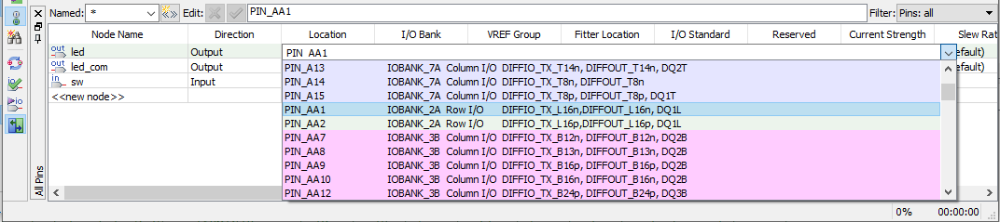 Named: * «» Edit: PIN_AA1 Filter: Pins: all
Node Name Direction Location I/O Bank VREF Group Fitter Location I/O Standard Reserved Current Strength Slew Rat
out led Output PIN_AA1 efault)
out led_com Output efault)
in sw Input
<<new node>>
PIN_A13 IOBANK_7A Column I/O DIFFIO_TX_T14n, DIFFOUT_T14n, DQ2T
PIN_A14 IOBANK_7A Column I/O DIFFIO_TX_T8n, DIFFOUT_T8n
PIN_A15 IOBANK_7A Column I/O DIFFIO_TX_T8p, DIFFOUT_T8p, DQ1T
PIN_AA1 IOBANK_2A Row I/O DIFFIO_TX_L16n,DIFFOUT_L16n, DQ1L
PIN_AA2 IOBANK_2A Row I/O DIFFIO_TX_L16p, DIFFOUT_L16p, DQ1L
PIN_AA7 IOBANK_3B Column I/O DIFFIO_TX_B12n, DIFFOUT_B12n, DQ2B
PIN_AA8 IOBANK_3B Column I/O DIFFIO_TX_B13n, DIFFOUT_B13n, DQ2B
PIN_AA9 IOBANK_3B Column I/O DIFFIO_TX_B16p, DIFFOUT_B16p, DQ2B
PIN_AA10 IOBANK_3B Column I/O DIFFIO_TX_B16n, DIFFOUT_B16n, DQ2B
PIN_AA12 IOBANK_3B Column I/O DIFFIO_TX_B24p, DIFFOUT_B24p, DQ3B
All Pins
0% 00:00:00